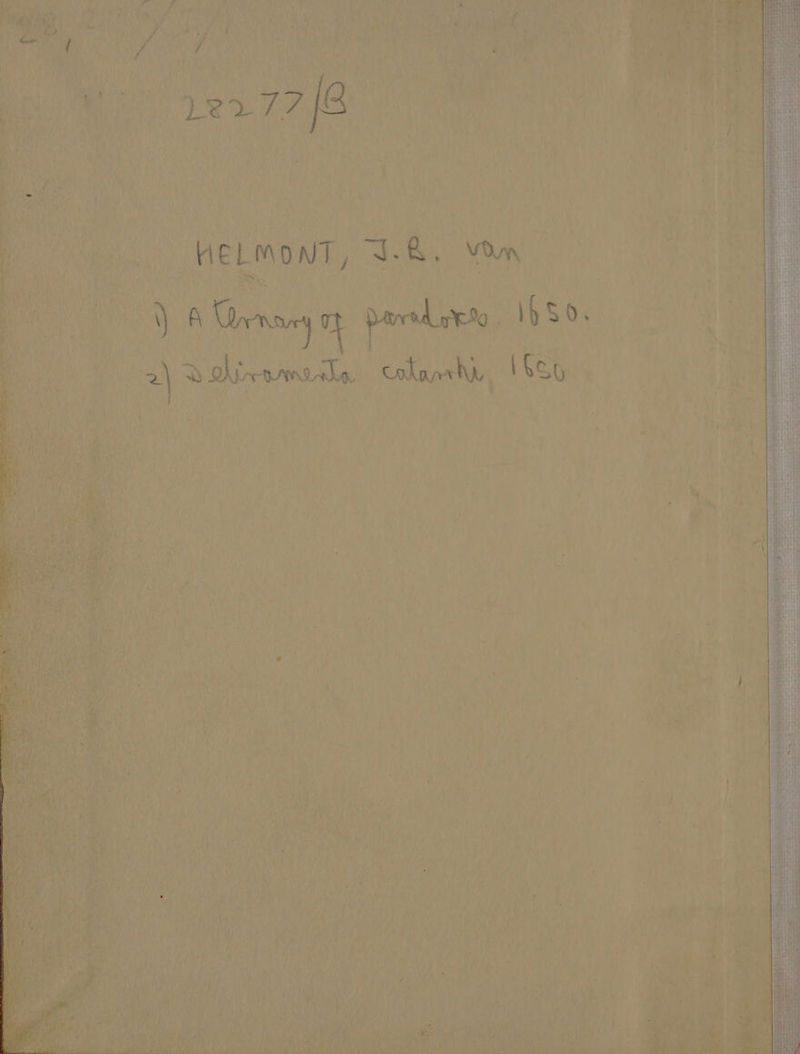 28277/B
HELMONT, J.B. van
1) A Ternary of paradoxes. 1650.
2) Deliramenta catarrhi, 1650